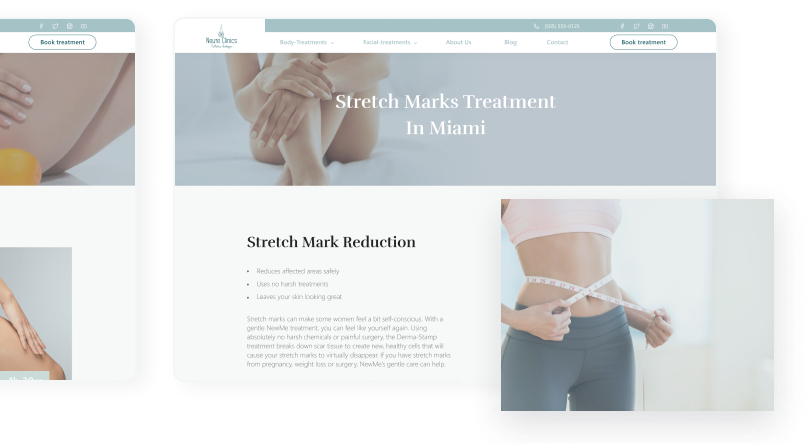 Book treatment
Neume Clinics
Body-Treatments
Facial-treatments
About Us
Blog
Contact
Book treatment
Stretch Marks Treatment
In Miami
Stretch Mark Reduction
Reduces affected areas safely
Uses no harsh treatments
Leaves your skin looking great
Stretch marks can make some women feel a bit self-conscious. With a
gentle NewMe treatment, you can feel like yourself again. Using
absolutely no harsh chemicals or painful surgery, the Derma-Stamp
treatment breaks down scar tissue to create new, healthy cells that will
cause your stretch marks to virtually disappear. If you have stretch marks
from pregnancy, weight loss or surgery, NewMe's gentle care can help.